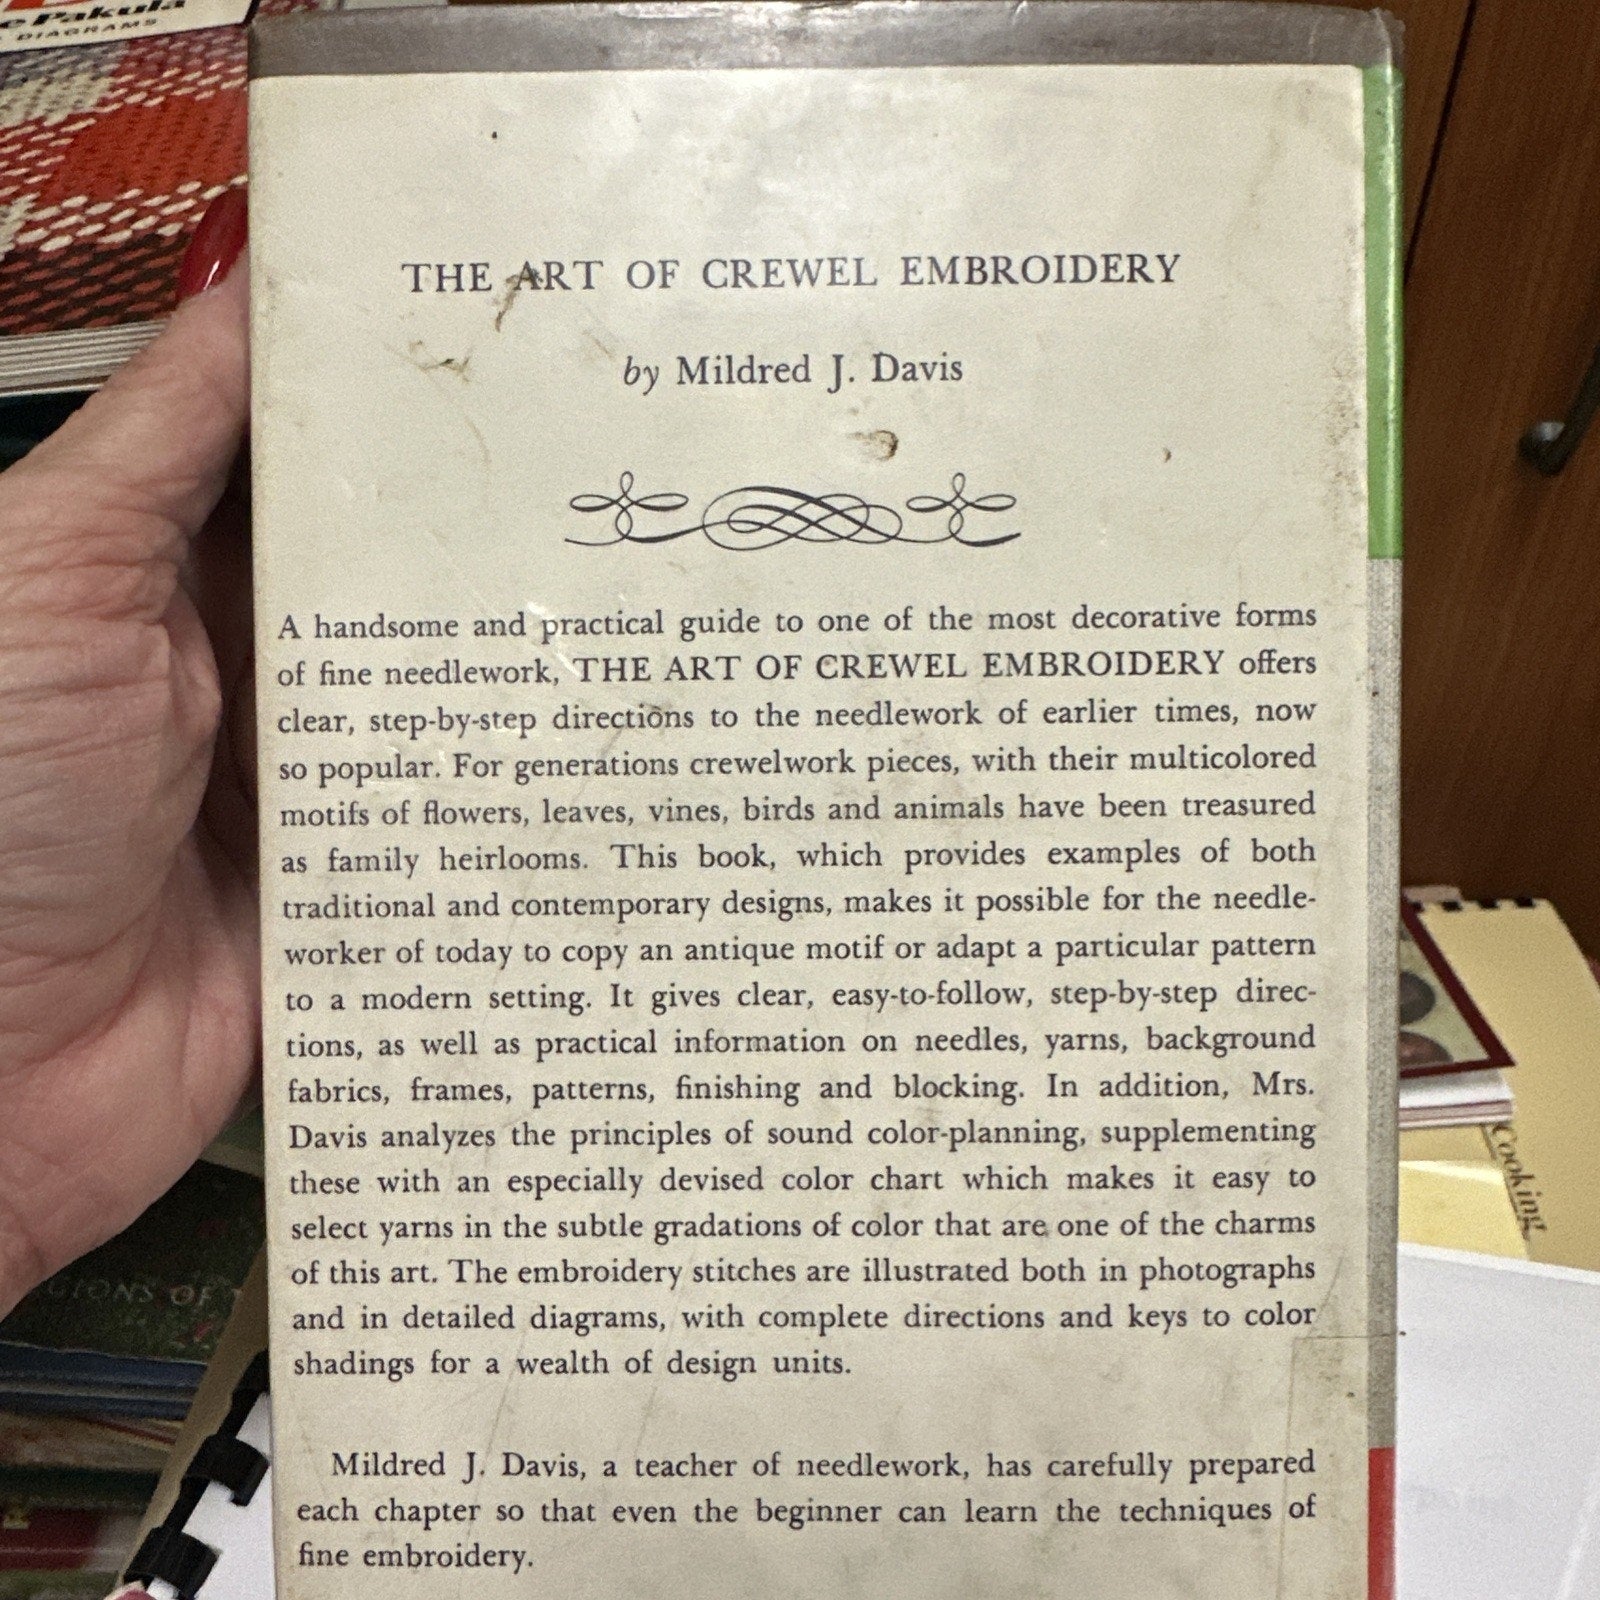 e Pakula
DIAGRAMS
THE ART OF CREWEL EMBROIDERY
by Mildred J. Davis
A handsome and practical guide to one of the most decorative forms
of fine needlework, THE ART OF CREWEL EMBROIDERY offers
clear, step-by-step directions to the needlework of earlier times, now
so popular. For generations crewelwork pieces, with their multicolored
motifs of flowers, leaves, vines, birds and animals have been treasured
as family heirlooms. This book, which provides examples of both
traditional and contemporary designs, makes it possible for the needle-
worker of today to copy an antique motif or adapt a particular pattern
to a modern setting. It gives clear, easy-to-follow, step-by-step direc-
tions, as well as practical information on needles, yarns, background
fabrics, frames, patterns, finishing and blocking. In addition, Mrs.
Davis analyzes the principles of sound color-planning, supplementing
these with an especially devised color chart which makes it easy to
select yarns in the subtle gradations of color that are one of the charms
of this art. The embroidery stitches are illustrated both in photographs
and in detailed diagrams, with complete directions and keys to color
shadings for a wealth of design units.
Mildred J. Davis, a teacher of needlework, has carefully prepared
each chapter so that even the beginner can learn the techniques of
fine embroidery.
Cooking